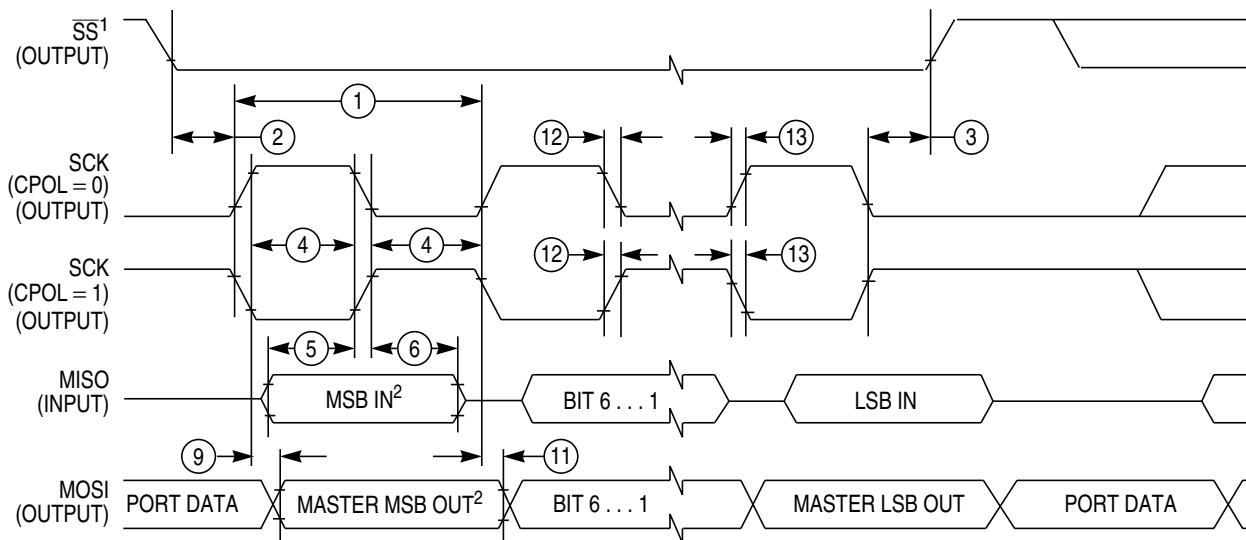 SS¹
(OUTPUT)
1
2
12
13
3
SCK
(CPOL = 0)
(OUTPUT)
4
4
12
13
SCK
(CPOL = 1)
(OUTPUT)
5
6
MISO
(INPUT)
MSB IN²
BIT 6 . . . 1
LSB IN
9
11
MOSI
(OUTPUT)
PORT DATA
MASTER MSB OUT²
BIT 6 . . . 1
MASTER LSB OUT
PORT DATA